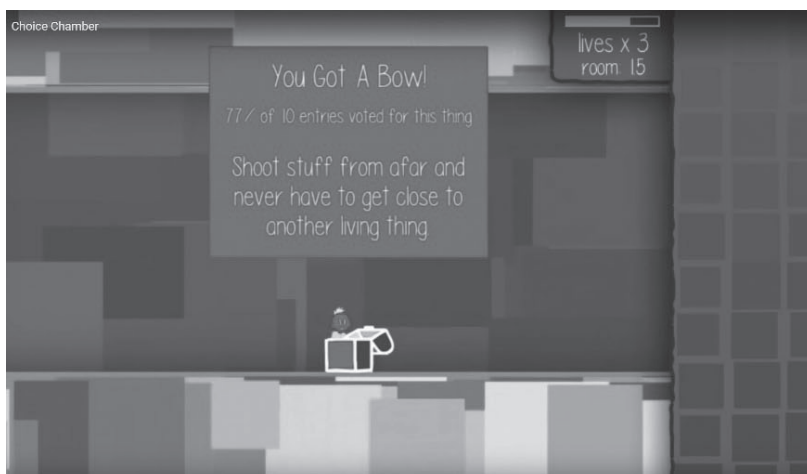 Choice Chamber
lives x 3
room 15
You Got A Bow!
77% of 10 entries voted for this thing
Shoot stuff from afar and
never have to get close to
another living thing